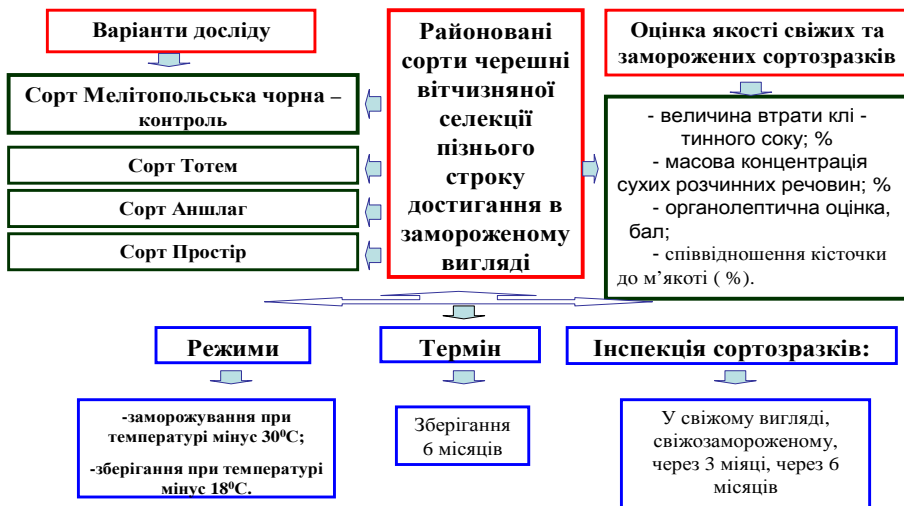 Варіанти досліду
Сорт Мелітопольська чорна –
контроль
Сорт Тотем
Сорт Аншлаг
Сорт Простір
Районовані
сорти черешні
вітчизняної
селекції
пізнього
строку
достигання в
замороженому
вигляді
Оцінка якості свіжих та
заморожених сортозразків
- величина втрати клі -
тинного соку; %
- масова концентрація
сухих розчинних речовин; %
- органолептична оцінка,
бал;
- співвідношення кісточки
до м’якоті ( %).
Режими
-заморожування при
температурі мінус 30⁰С;
-зберігання при температурі
мінус 18⁰С.
Термін
Зберігання
6 місяців
Інспекція сортозразків:
У свіжому вигляді,
свіжозамороженому,
через 3 міяці, через 6
місяців